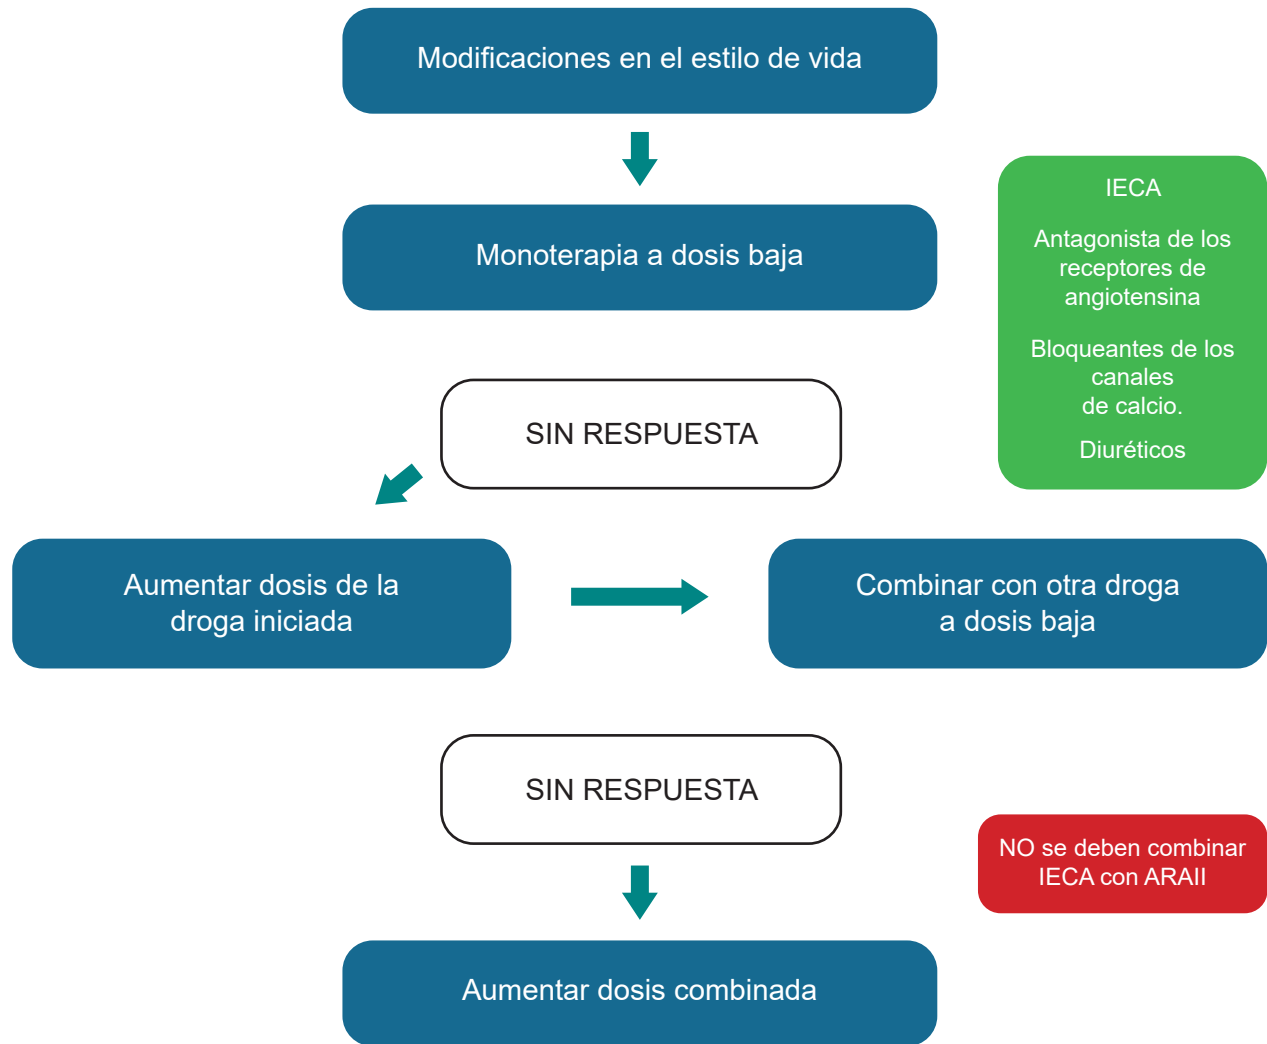 Modificaciones en el estilo de vida
Monoterapia a dosis baja
IECA
Antagonista de los
receptores de
angiotensina
Bloqueantes de los
canales
de calcio.
Diuréticos
SIN RESPUESTA
Aumentar dosis de la
droga iniciada
Combinar con otra droga
a dosis baja
SIN RESPUESTA
NO se deben combinar
IECA con ARAII
Aumentar dosis combinada